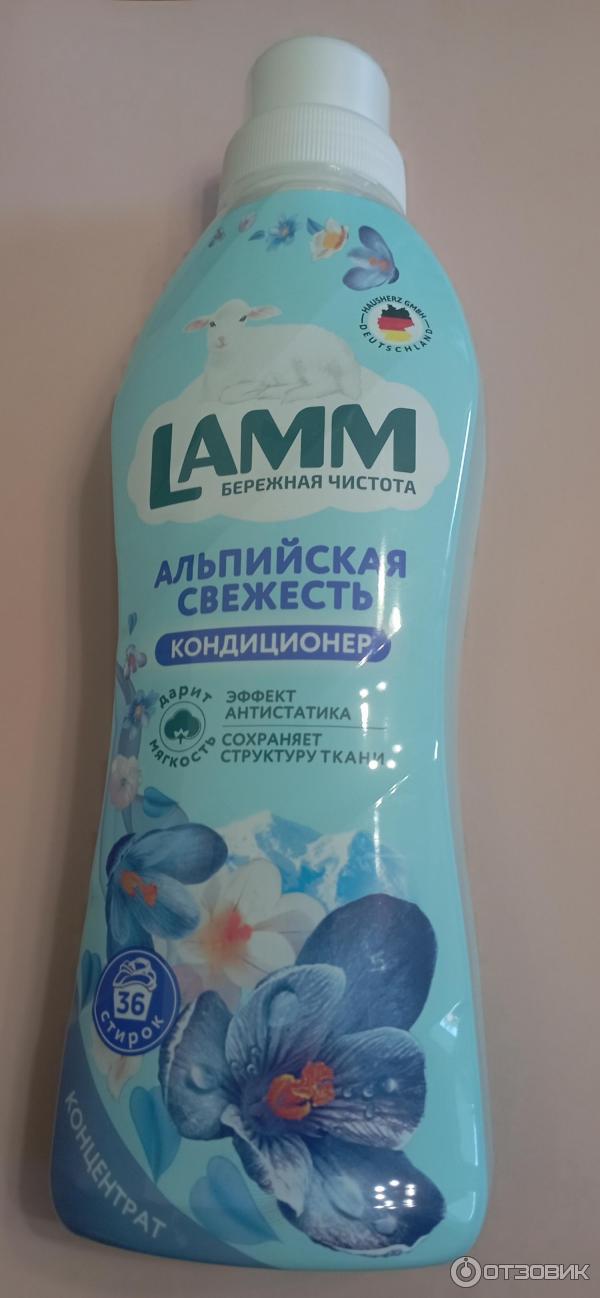 HAUSHERZ GMBH
DEUTSCHLAND
LAMM
БЕРЕЖНАЯ ЧИСТОТА
АЛЬПИЙСКАЯ
СВЕЖЕСТЬ
КОНДИЦИОНЕР
дарит
мягкость
ЭФФЕКТ
АНТИСТАТИКА
СОХРАНЯЕТ
СТРУКТУРУ ТКАНИ
36
стирок
КОНЦЕНТРАТ
ОТЗОВИК